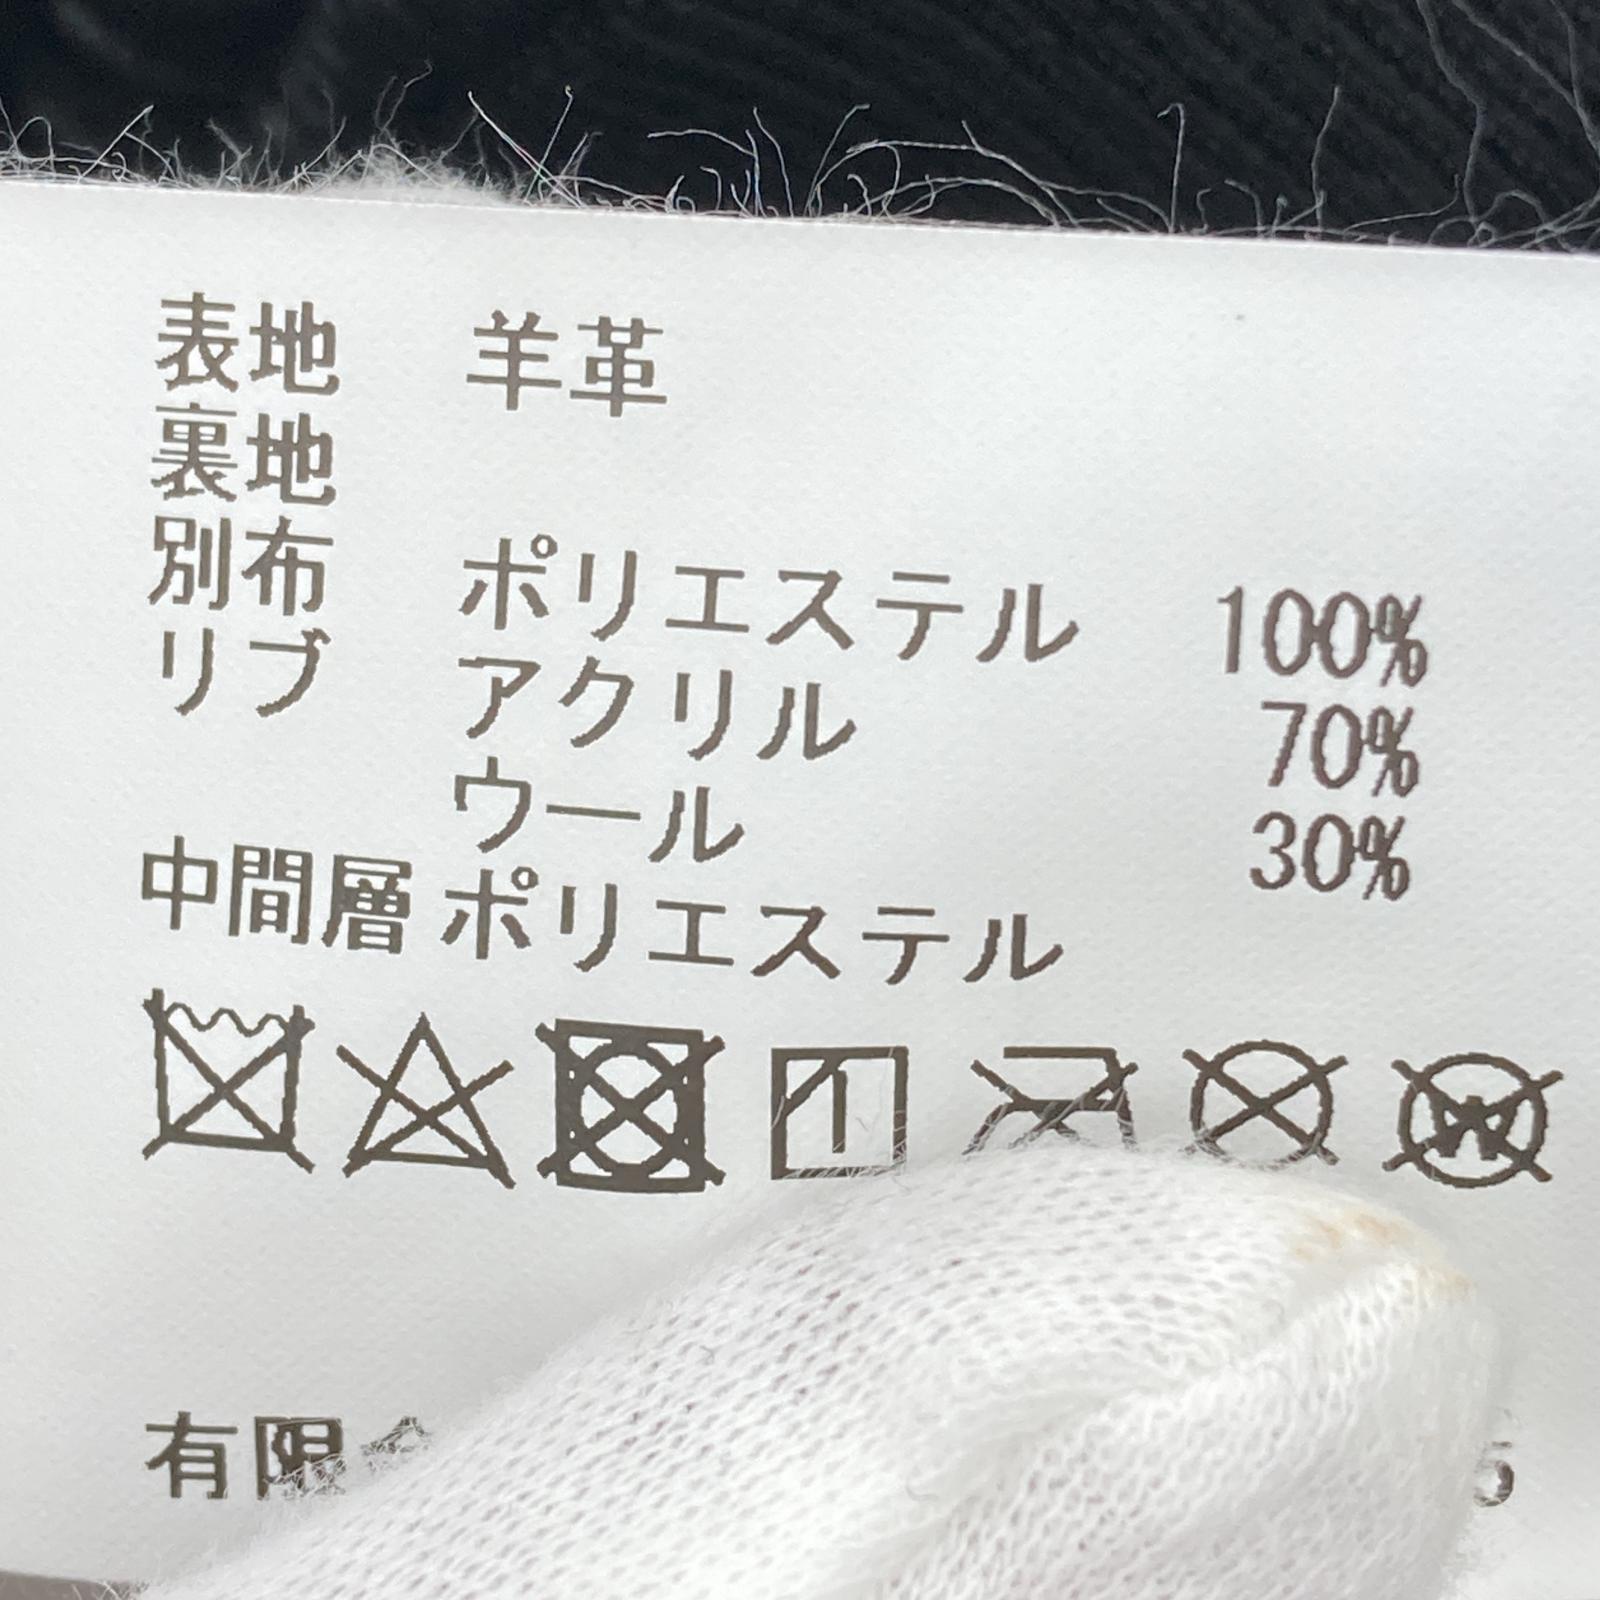 表地 羊革
裏地
別布 ポリエステル 100%
リブ アクリル 70%
ウール 30%
中間層 ポリエステル
有限
5